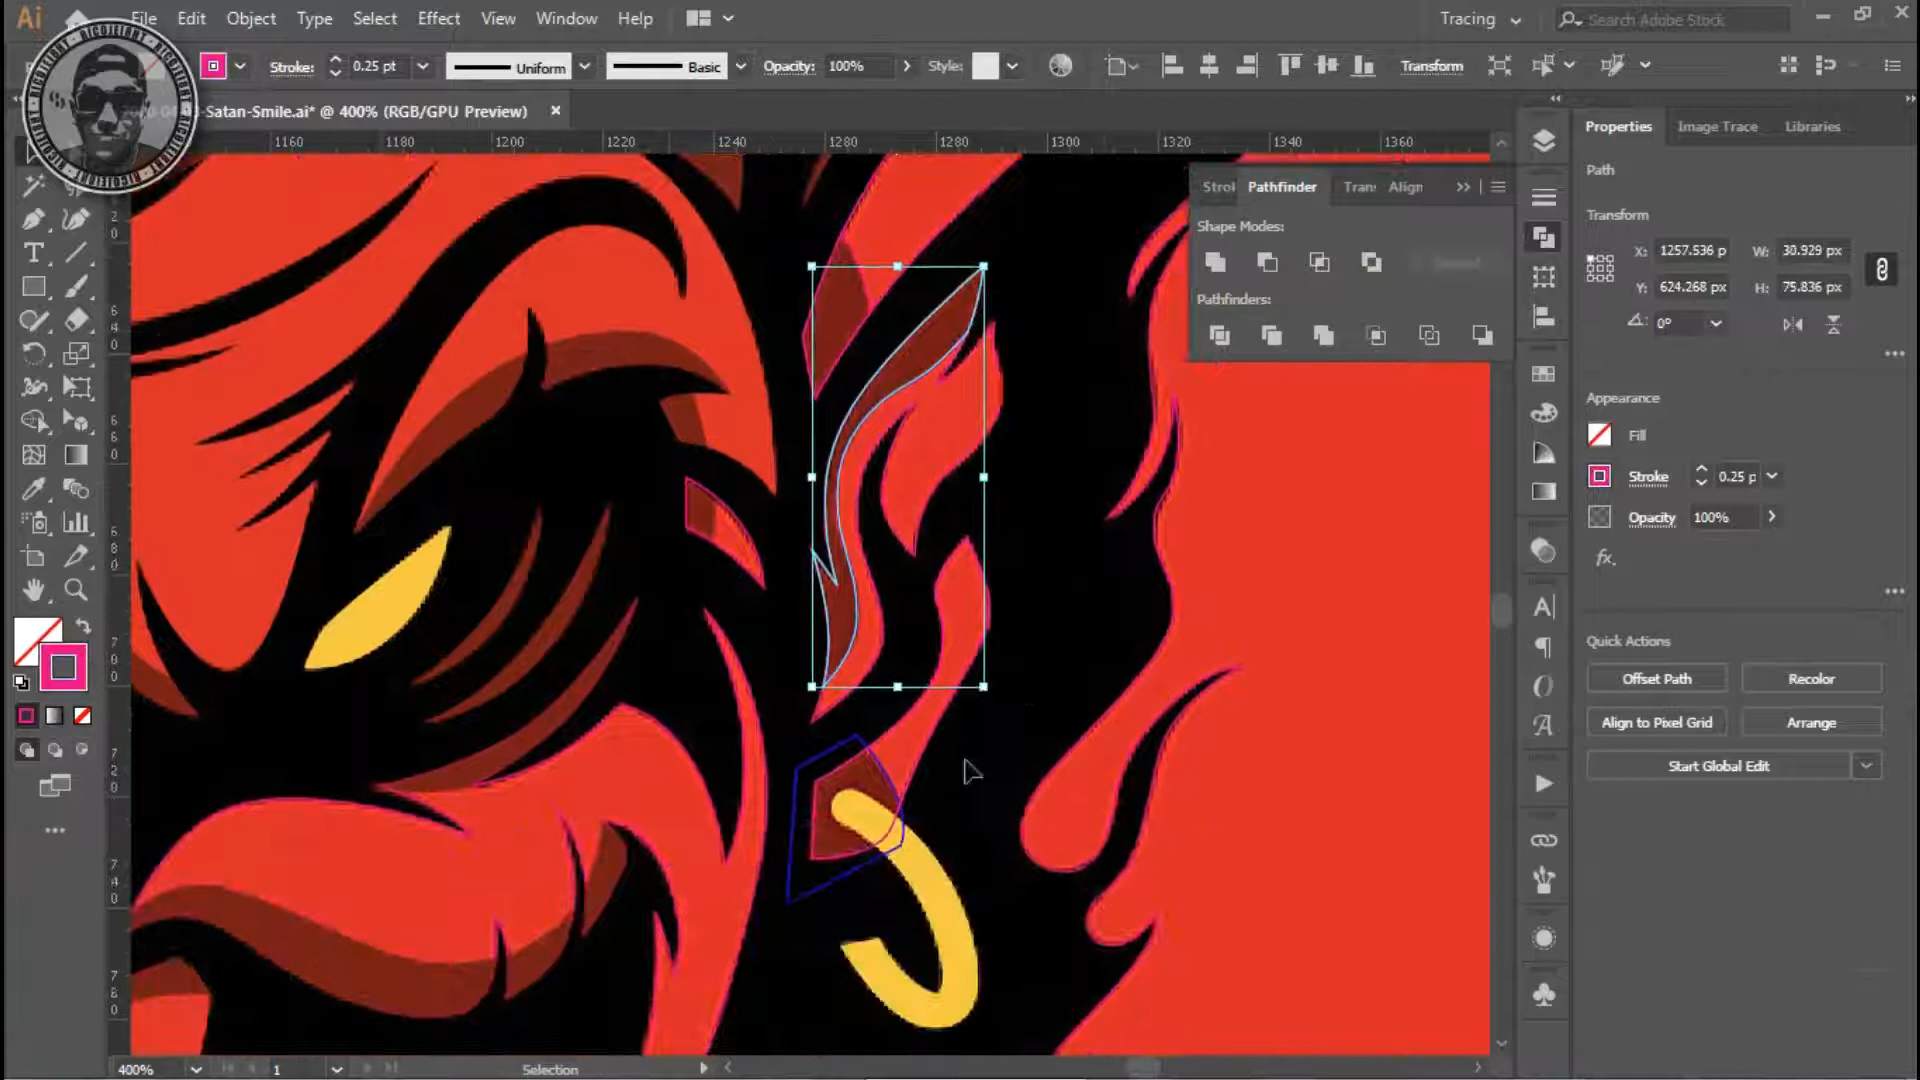 Ai File Edit Object Type Select Effect View Window Help Tracing Search Adobe Stock
Stroke: 0.25 pt Uniform Basic Opacity: 100% Style: Transform
-Satan-Smile.ai* @ 400% (RGB/GPU Preview)
1160 1180 1200 1220 1240 1280 1280 1300 1320 1340 1360
Properties Image Trace Libraries
Path
Transform
X: 1257.536 p W: 30.929 px
Y: 624.268 px H: 75.836 px
0°
Appearance
Fill
Stroke 0.25 p
Opacity 100%
fx.
Quick Actions
Offset Path Recolor
Align to Pixel Grid Arrange
Start Global Edit
Strol Pathfinder Tran: Align
Shape Modes:
Pathfinders:
400% 1 Selection